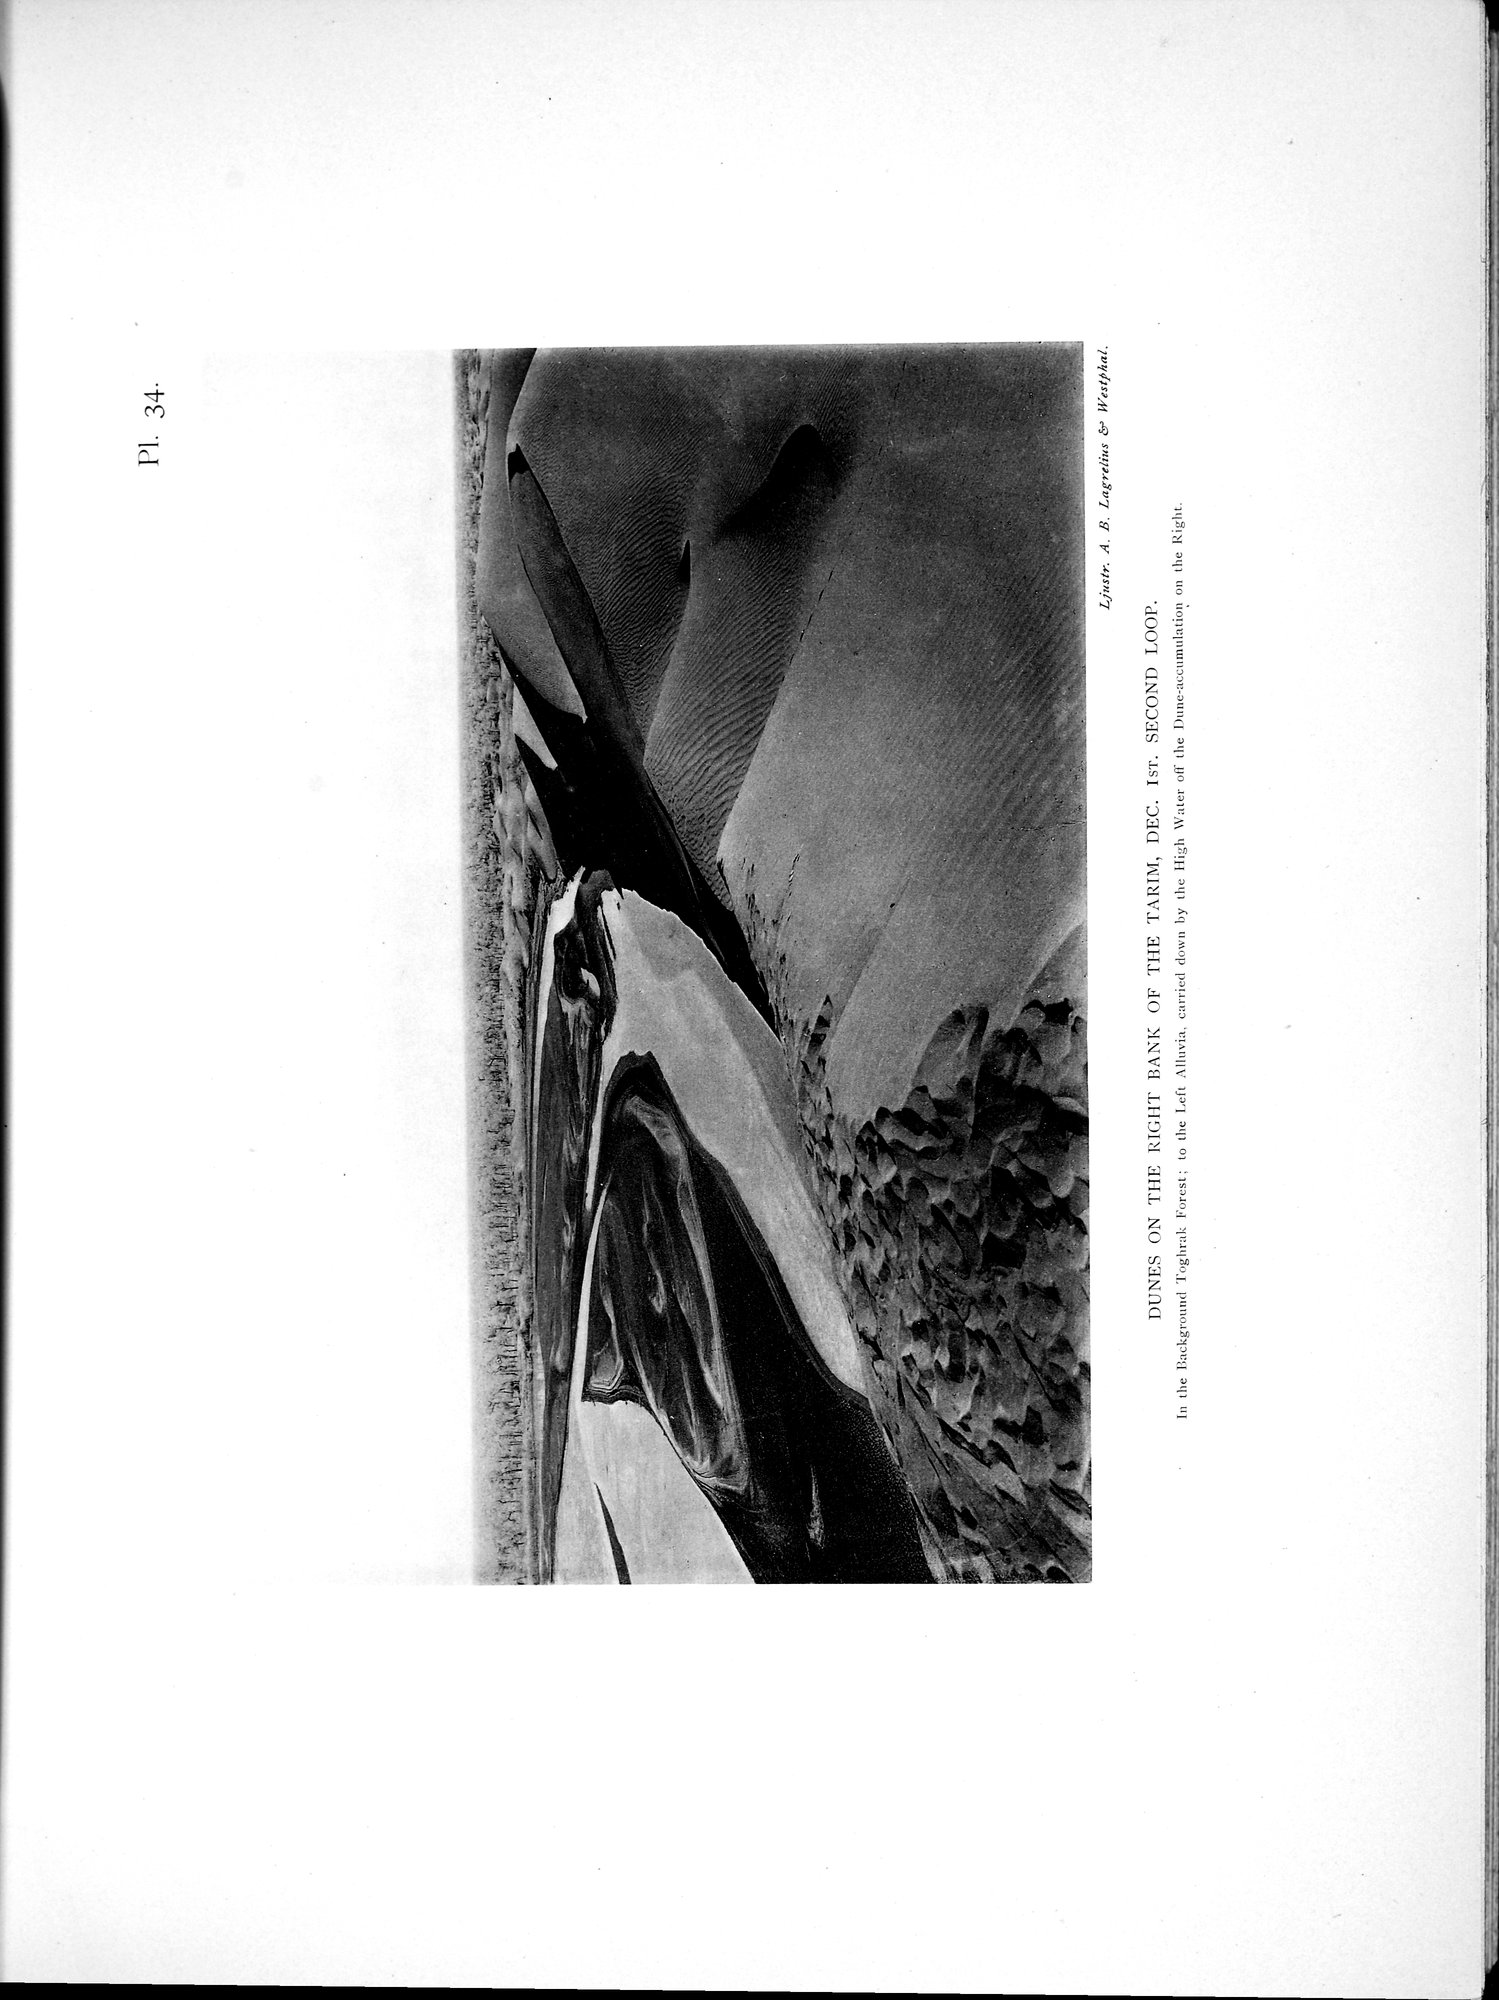 Pl. 34.
Ljustr. A. B. Lagrelius & Westphal.
DUNES ON THE RIGHT BANK OF THE TARIM, DEC. 1ST. SECOND LOOP.
In the Background Toghrak Forest; to the Left Alluvia, carried down by the High Water off the Dune-accumulation on the Right.